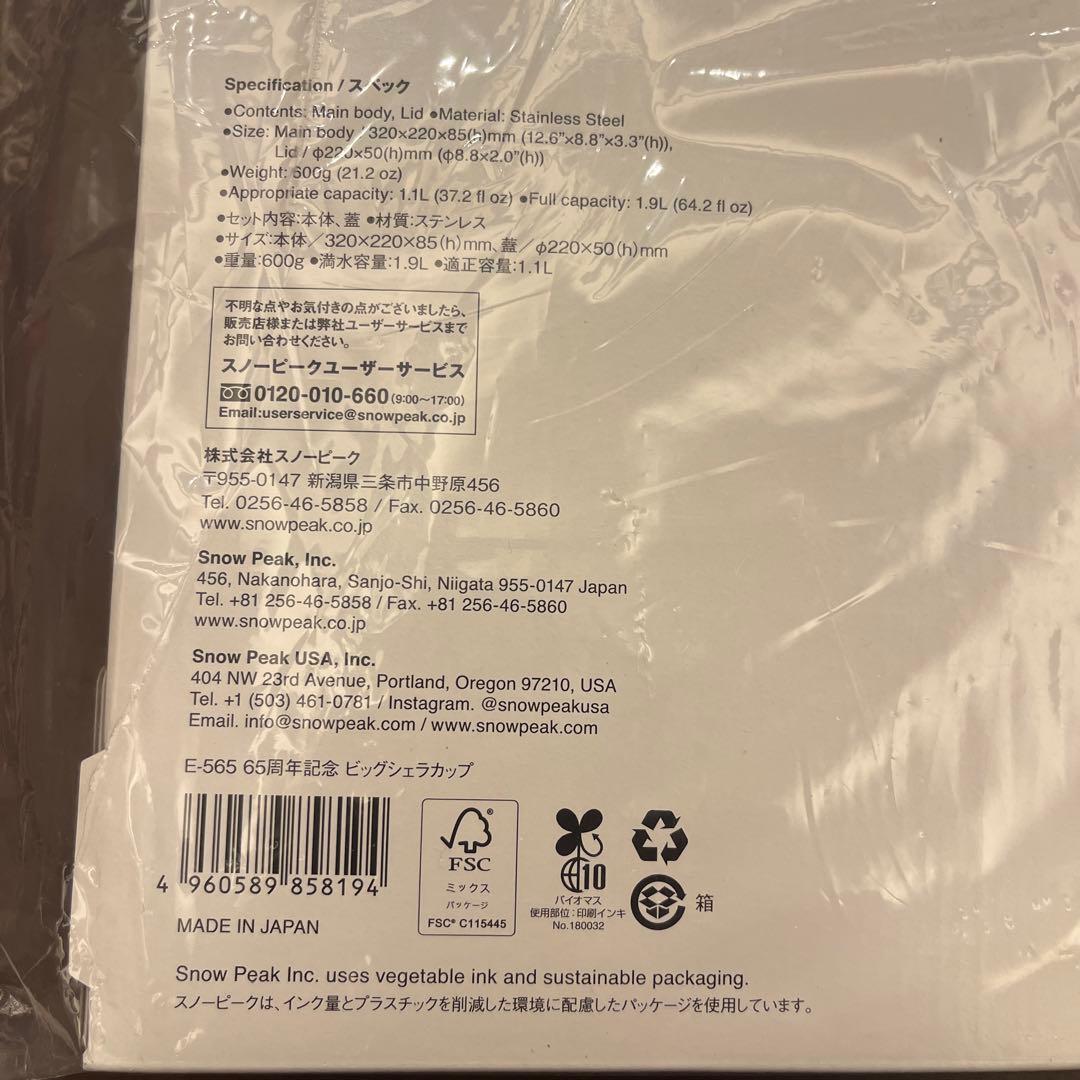 Specification / スペック
●Contents: Main body, Lid ●Material: Stainless Steel
●Size: Main body / 320×220×85(h)mm (12.6"×8.8"×3.3"(h)),
Lid / φ220×50(h)mm (φ8.8×2.0"(h))
●Weight: 600g (21.2 oz)
●Appropriate capacity: 1.1L (37.2 fl oz) ●Full capacity: 1.9L (64.2 fl oz)
●セット内容:本体、蓋 ●材質:ステンレス
●サイズ:本体／320×220×85(h)mm、蓋／φ220×50(h)mm
●重量:600g ●満水容量:1.9L ●適正容量:1.1L
不明な点やお気付きの点がございましたら、
販売店様または弊社ユーザーサービスまで
お問い合わせください。
スノーピークユーザーサービス
0120-010-660(9:00〜17:00)
Email:userservice@snowpeak.co.jp
株式会社スノーピーク
〒955-0147 新潟県三条市中野原456
Tel. 0256-46-5858 / Fax. 0256-46-5860
www.snowpeak.co.jp
Snow Peak, Inc.
456, Nakanohara, Sanjo-Shi, Niigata 955-0147 Japan
Tel. +81 256-46-5858 / Fax. +81 256-46-5860
www.snowpeak.co.jp
Snow Peak USA, Inc.
404 NW 23rd Avenue, Portland, Oregon 97210, USA
Tel. +1 (503) 461-0781 / Instagram. @snowpeakusa
Email. info@snowpeak.com / www.snowpeak.com
E-565 65周年記念 ビッグシェラカップ
4 960589 858194
FSC
ミックス
パッケージ
FSC® C115445
10
バイオマス
使用部位：印刷インキ
No.180032
箱
MADE IN JAPAN
Snow Peak Inc. uses vegetable ink and sustainable packaging.
スノーピークは、インク量とプラスチックを削減した環境に配慮したパッケージを使用しています。